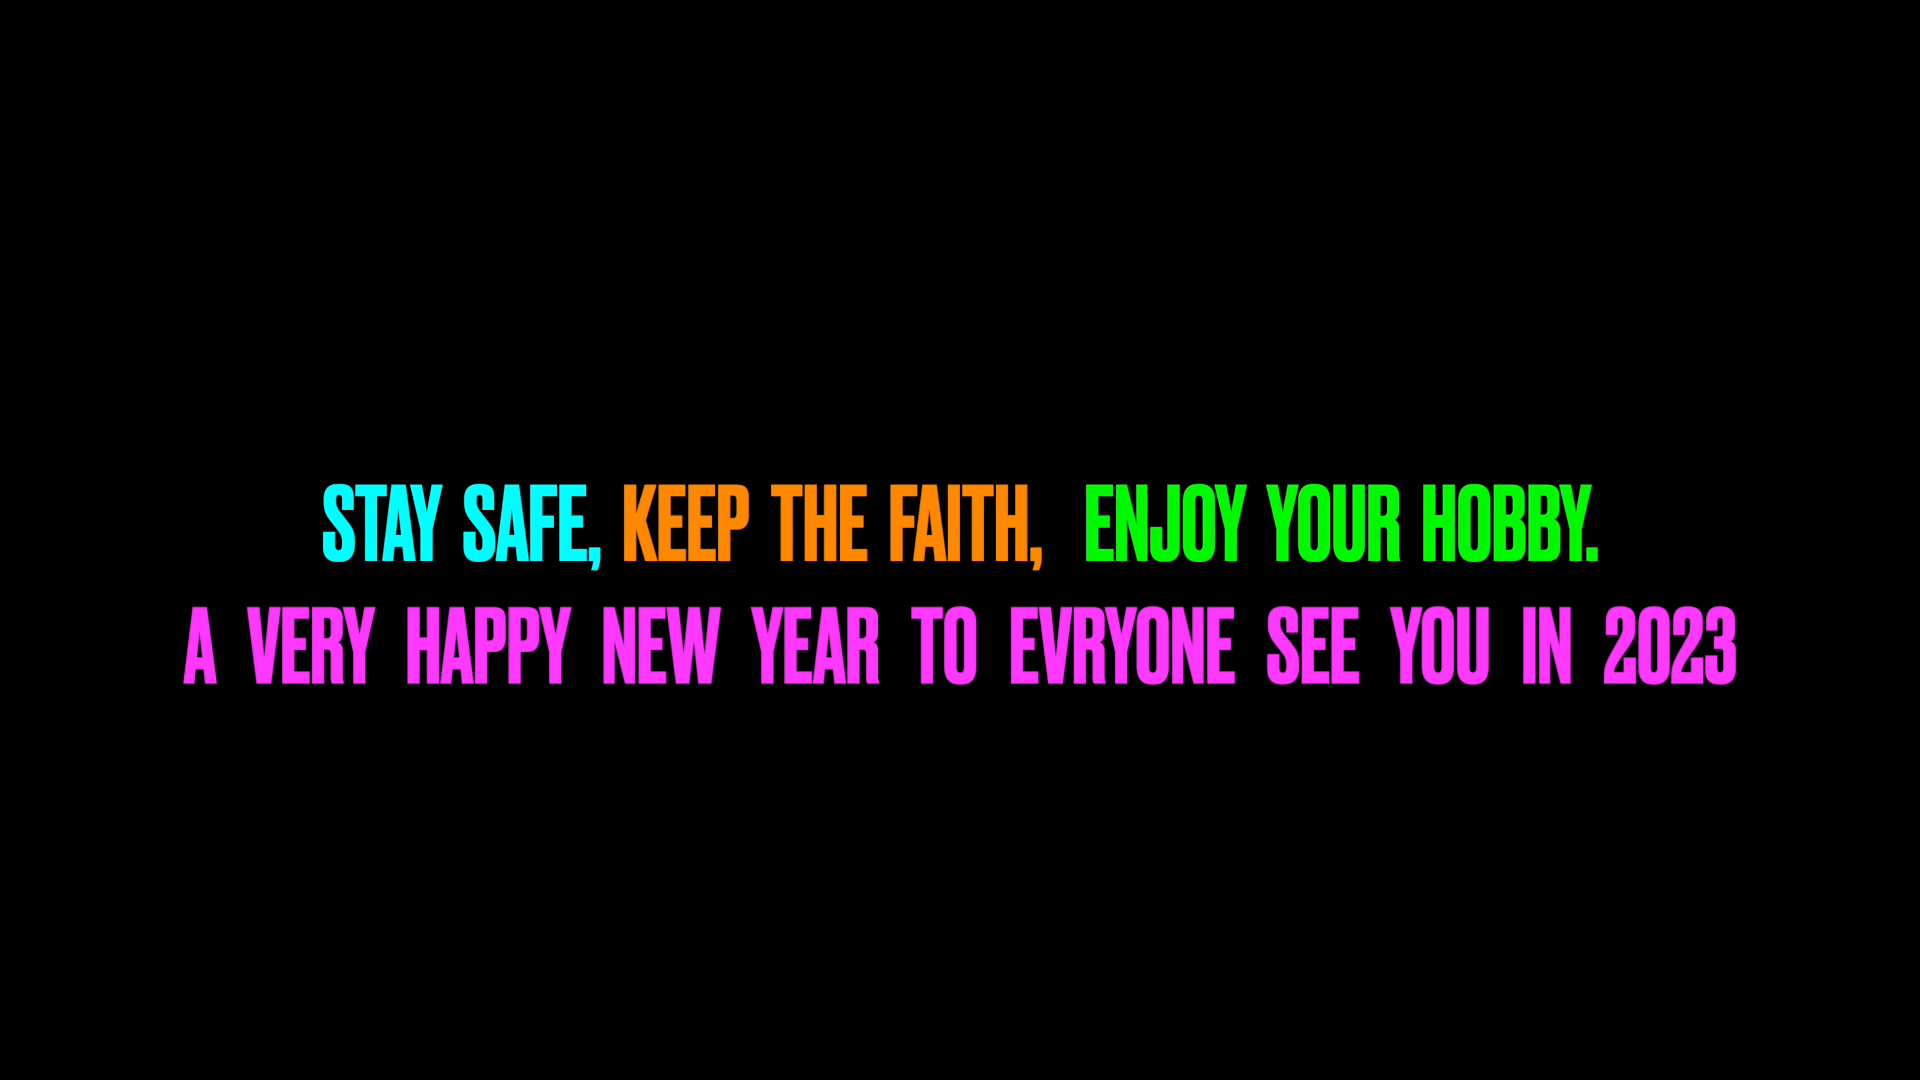 STAY SAFE, KEEP THE FAITH, ENJOY YOUR HOBBY.
A VERY HAPPY NEW YEAR TO EVRYONE SEE YOU IN 2023